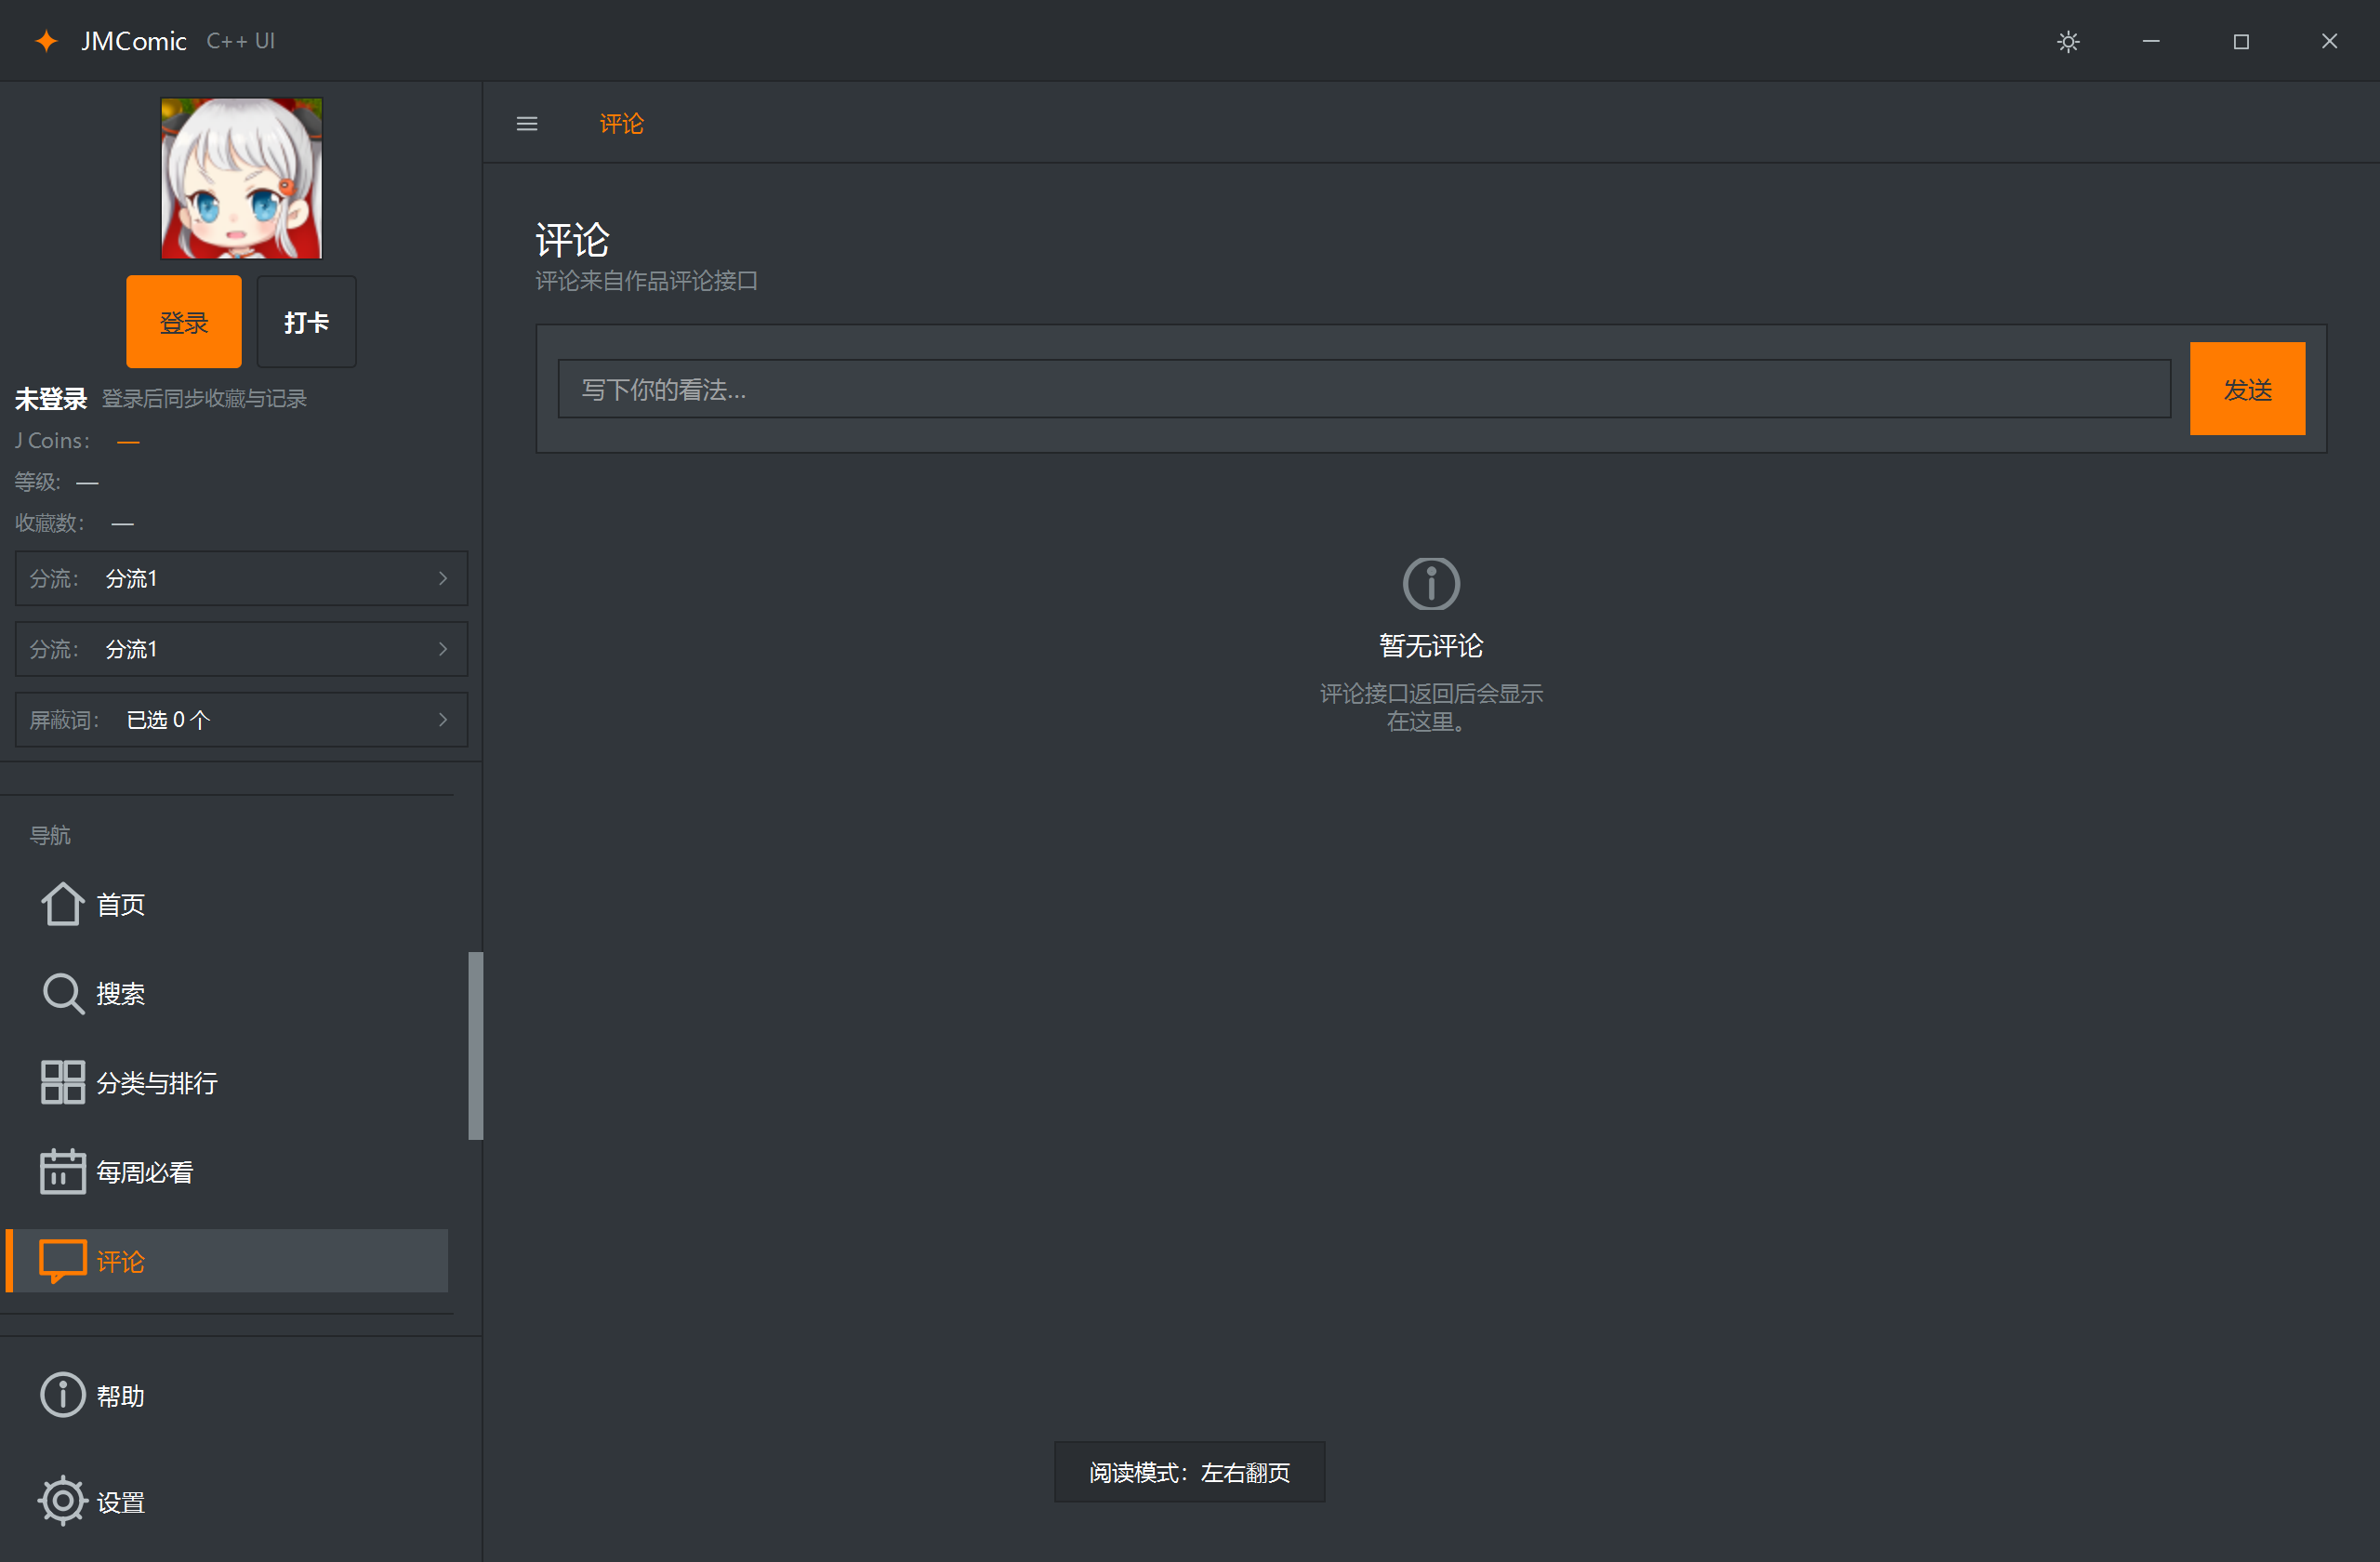 JMComic C++ UI
登录
打卡
未登录 登录后同步收藏与记录
J Coins: —
等级: —
收藏数: —
分流: 分流1
分流: 分流1
屏蔽词: 已选 0 个
导航
首页
搜索
分类与排行
每周必看
评论
帮助
设置
评论
评论
评论来自作品评论接口
写下你的看法...
发送
暂无评论
评论接口返回后会显示
在这里。
阅读模式：左右翻页